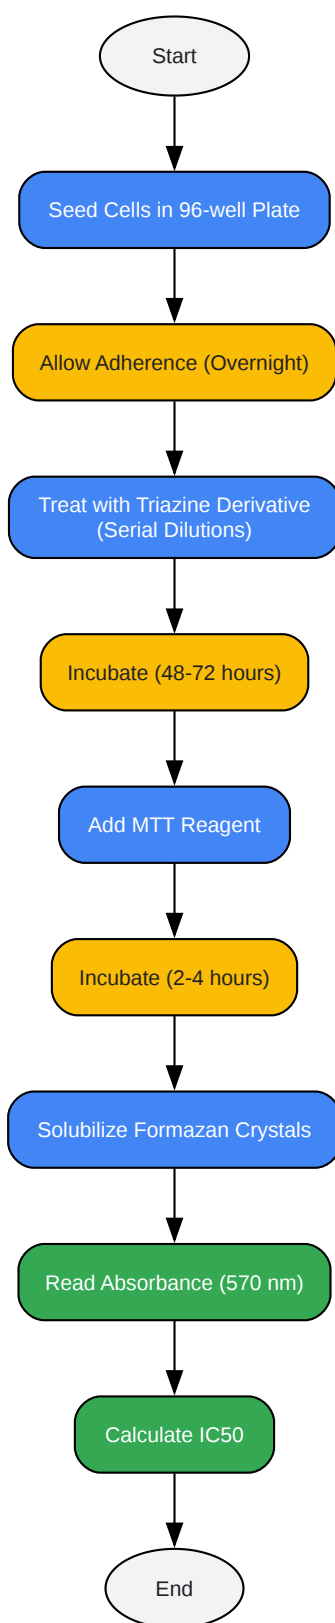 Start
Seed Cells in 96-well Plate
Allow Adherence (Overnight)
Treat with Triazine Derivative
(Serial Dilutions)
Incubate (48-72 hours)
Add MTT Reagent
Incubate (2-4 hours)
Solubilize Formazan Crystals
Read Absorbance (570 nm)
Calculate IC50
End